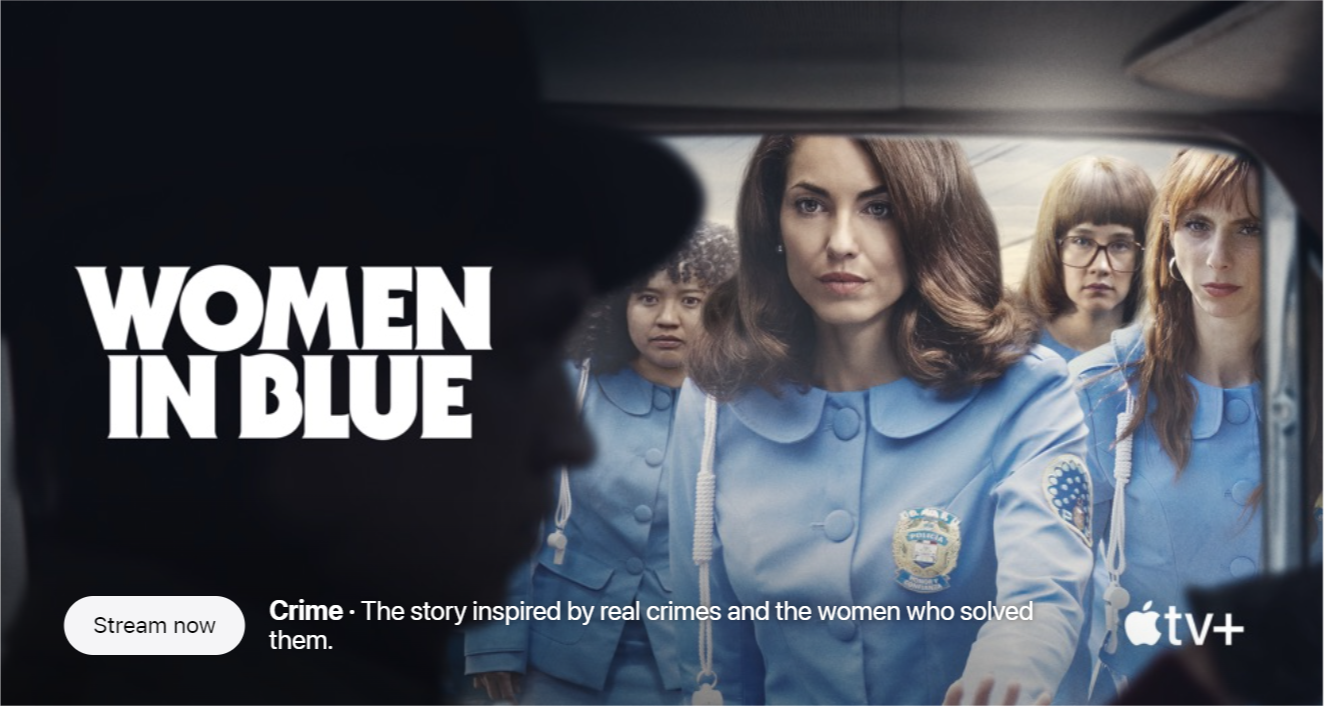 WOMEN
IN BLUE
POLICIA
Stream now
Crime · The story inspired by real crimes and the women who solved
them.
tv+